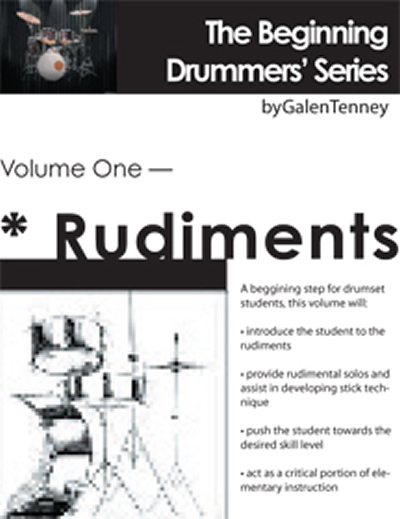 The Beginning
Drummers' Series
byGalenTenney
Volume One —
* Rudiments
A beggining step for drumset
students, this volume will:
• introduce the student to the
rudiments
• provide rudimental solos and
assist in developing stick tech-
nique
• push the student towards the
desired skill level
• act as a critical portion of ele-
mentary instruction